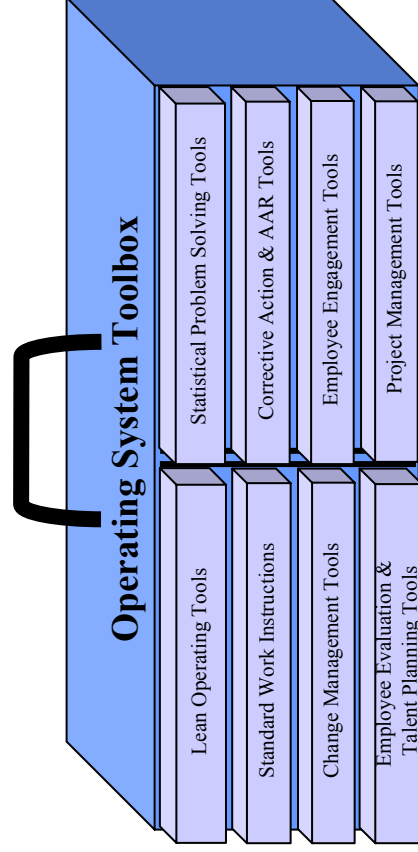 Operating System Toolbox
Lean Operating Tools
Statistical Problem Solving Tools
Standard Work Instructions
Corrective Action & AAR Tools
Change Management Tools
Employee Engagement Tools
Employee Evaluation &
Talent Planning Tools
Project Management Tools